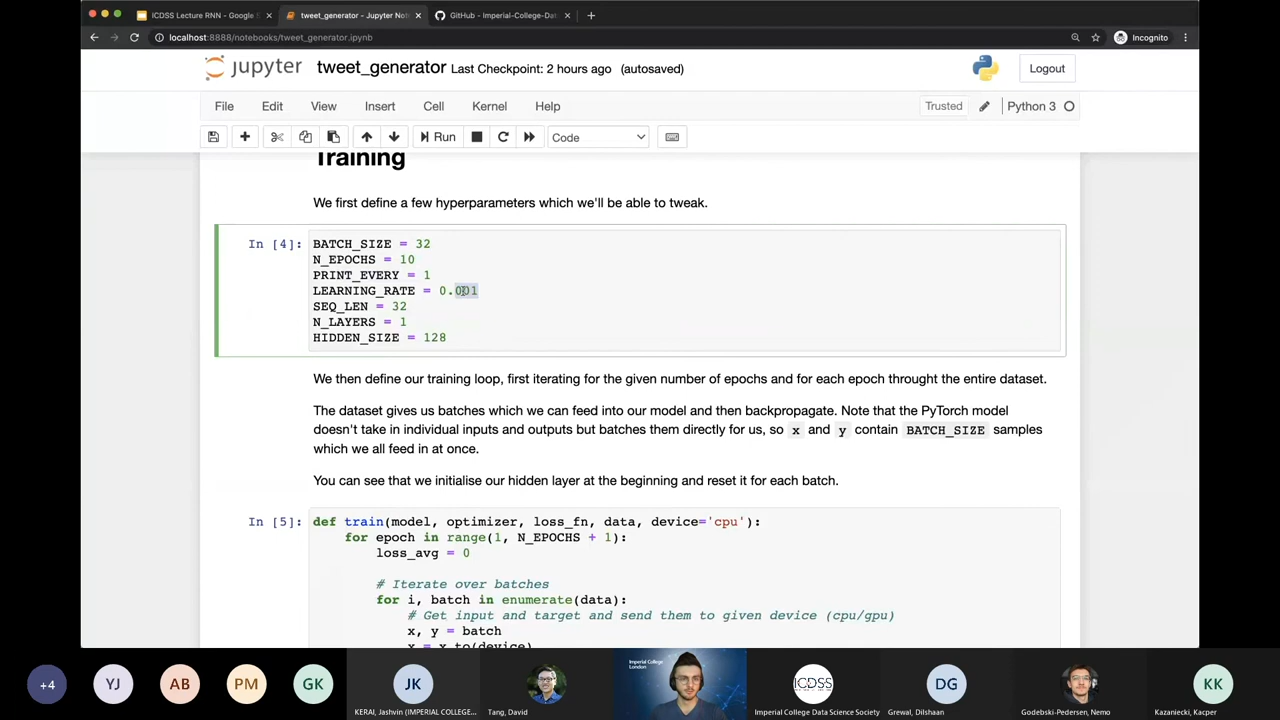 ICDSS Lecture RNN - Google S
tweet_generator - Jupyter Note
GitHub - Imperial-College-Dat
localhost:8888/notebooks/tweet_generator.ipynb
Incognito
jupyter
tweet_generator Last Checkpoint: 2 hours ago (autosaved)
Logout
File Edit View Insert Cell Kernel Help
Trusted
Python 3
Run
Code
Training
We first define a few hyperparameters which we'll be able to tweak.
In [4]:
BATCH_SIZE = 32
N_EPOCHS = 10
PRINT_EVERY = 1
LEARNING_RATE = 0.001
SEQ_LEN = 32
N_LAYERS = 1
HIDDEN_SIZE = 128
We then define our training loop, first iterating for the given number of epochs and for each epoch throught the entire dataset.
The dataset gives us batches which we can feed into our model and then backpropagate. Note that the PyTorch model
doesn't take in individual inputs and outputs but batches them directly for us, so x and y contain BATCH_SIZE samples
which we all feed in at once.
You can see that we initialise our hidden layer at the beginning and reset it for each batch.
In [5]:
def train(model, optimizer, loss_fn, data, device='cpu'):
for epoch in range(1, N_EPOCHS + 1):
loss_avg = 0
# Iterate over batches
for i, batch in enumerate(data):
# Get input and target and send them to given device (cpu/gpu)
x, y = batch
x = x.to(device)
+4
YJ
AB
PM
GK
JK
KERAI, Jashvin (IMPERIAL COLLEGE...
Tang, David
Imperial College
London
ICDSS
Imperial College Data Science Society
DG
Grewal, Dilshaan
Godebski-Pedersen, Nemo
KK
Kazaniecki, Kacper